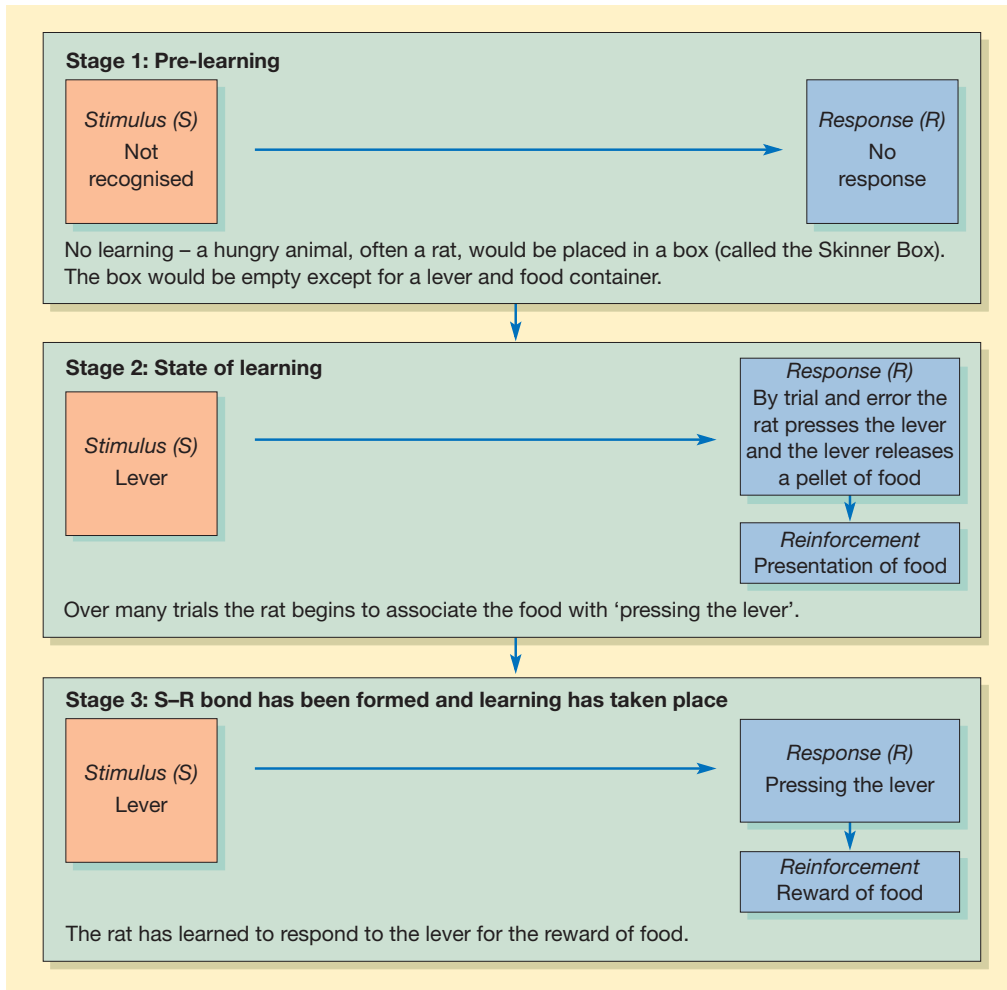 Stage 1: Pre-learning
Stimulus (S)
Not
recognised
Response (R)
No
response
No learning – a hungry animal, often a rat, would be placed in a box (called the Skinner Box).
The box would be empty except for a lever and food container.
Stage 2: State of learning
Stimulus (S)
Lever
Response (R)
By trial and error the
rat presses the lever
and the lever releases
a pellet of food
Reinforcement
Presentation of food
Over many trials the rat begins to associate the food with ‘pressing the lever’.
Stage 3: S–R bond has been formed and learning has taken place
Stimulus (S)
Lever
Response (R)
Pressing the lever
Reinforcement
Reward of food
The rat has learned to respond to the lever for the reward of food.